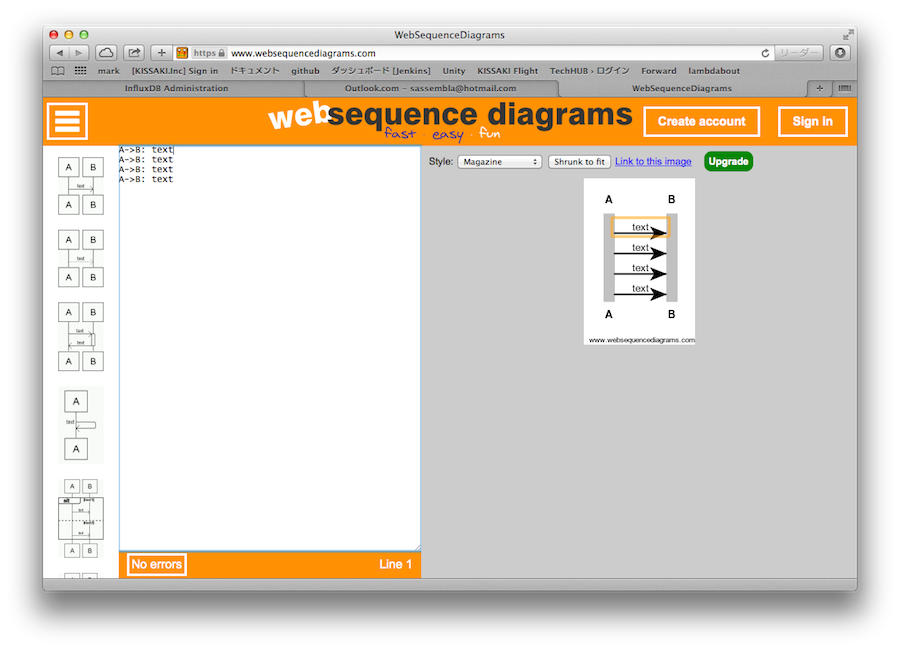 WebSequenceDiagrams
https www.websequencediagrams.com リーダー
mark [KISSAKI.Inc] Sign in ドキュメント github ダッシュボード [Jenkins] Unity KISSAKI Flight TechHUB › ログイン Forward lambdabout
InfluxDB Administration Outlook.com – sassembla@hotmail.com WebSequenceDiagrams
websequence diagrams
fast · easy · fun
Create account
Sign in
A B
text
A B
A B
text
A B
A B
text
text
A B
A
text
A
A B
alt
text
text
A B
A->B: text
A->B: text
A->B: text
A->B: text
No errors Line 1
Style: Magazine Shrunk to fit Link to this image Upgrade
A B
text
text
text
text
A B
www.websequencediagrams.com